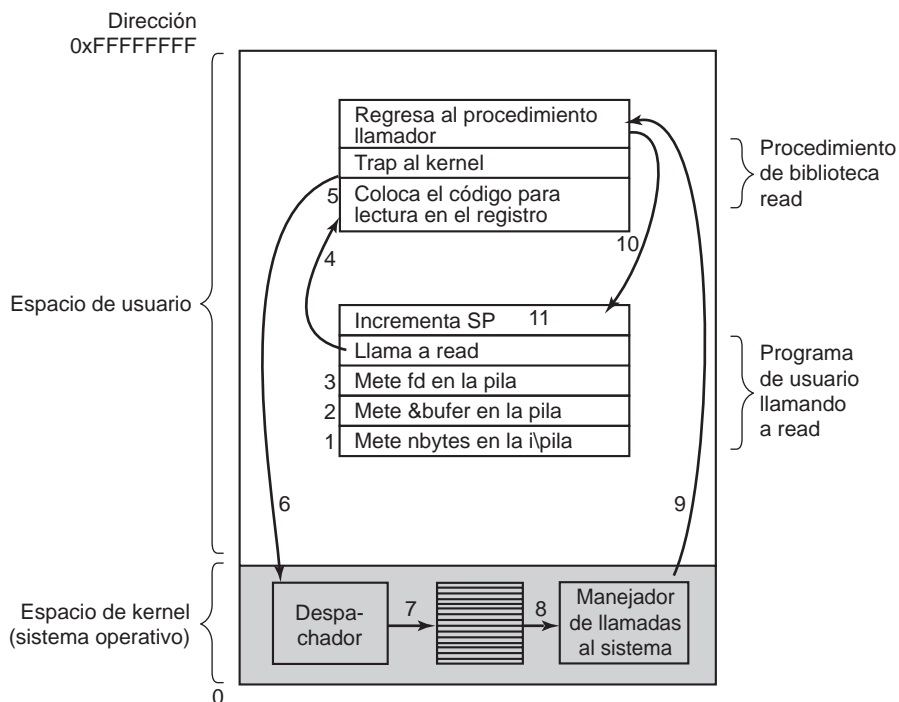 Dirección
0xFFFFFFFF
Regresa al procedimiento
llamador
Trap al kernel
5 Coloca el código para
lectura en el registro
Procedimiento
de biblioteca
read
4
10
Espacio de usuario
Incrementa SP 11
Llama a read
3 Mete fd en la pila
2 Mete &bufer en la pila
1 Mete nbytes en la i\pila
Programa
de usuario
llamando
a read
6
9
Espacio de kernel
(sistema operativo)
Despa-
chador
7
8
Manejador
de llamadas
al sistema
0